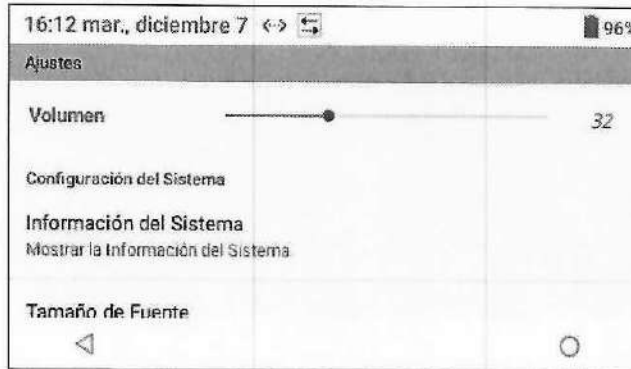 16:12 mar., diciembre 7
96%
Ajustes
Volumen
32
Configuración del Sistema
Información del Sistema
Mostrar la Información del Sistema
Tamaño de Fuente